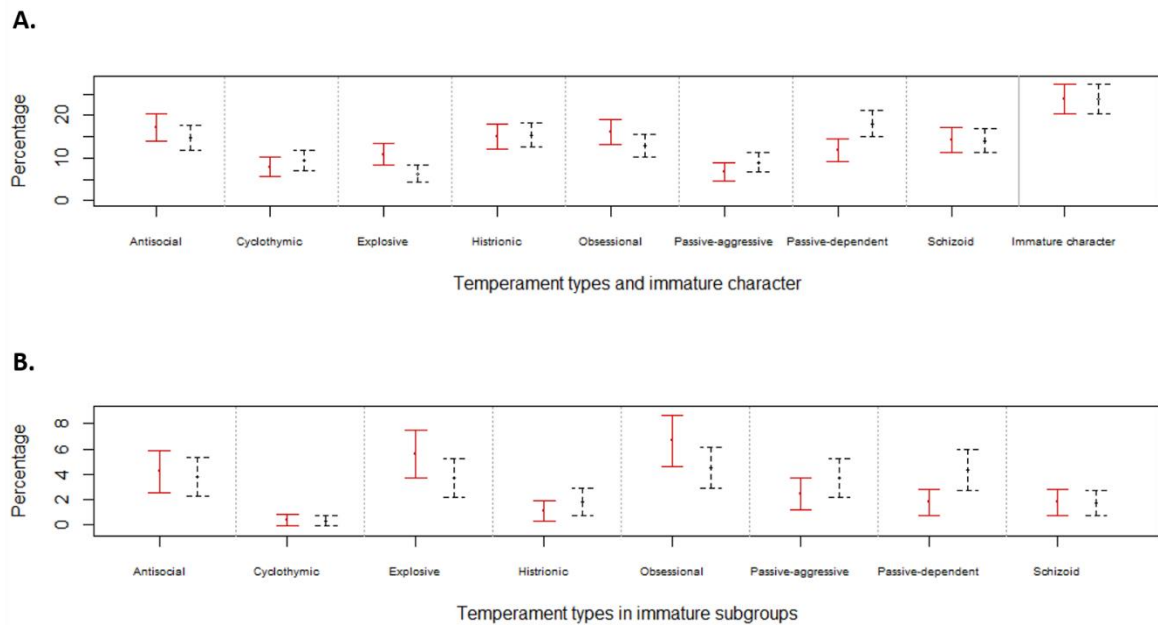 A.
Percentage
20
10
0
Antisocial Cyclothymic Explosive Histrionic Obsessional Passive-aggressive Passive-dependent Schizoid Immature character
Temperament types and immature character
B.
Percentage
8
6
4
2
0
Antisocial Cyclothymic Explosive Histrionic Obsessional Passive-aggressive Passive-dependent Schizoid
Temperament types in immature subgroups